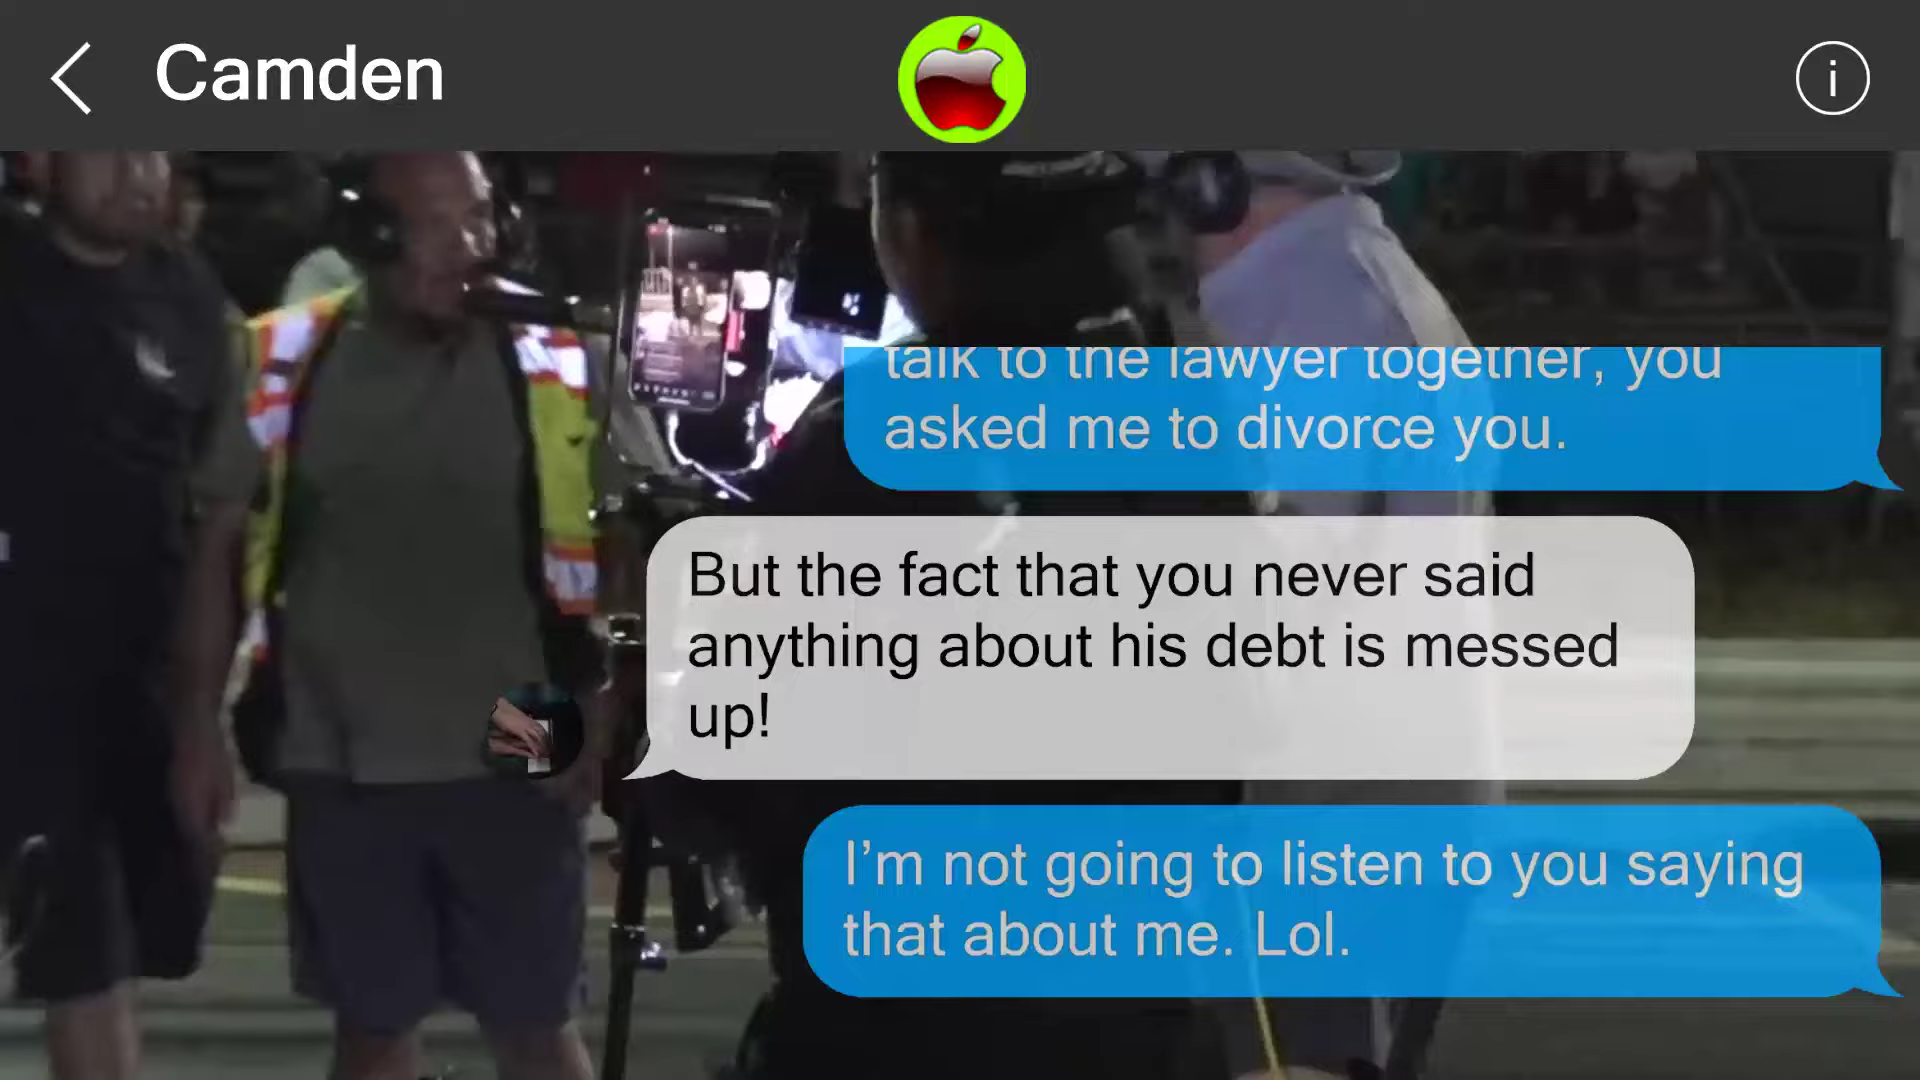 Camden
i
talk to the lawyer together, you
asked me to divorce you.
But the fact that you never said
anything about his debt is messed
up!
I’m not going to listen to you saying
that about me. Lol.